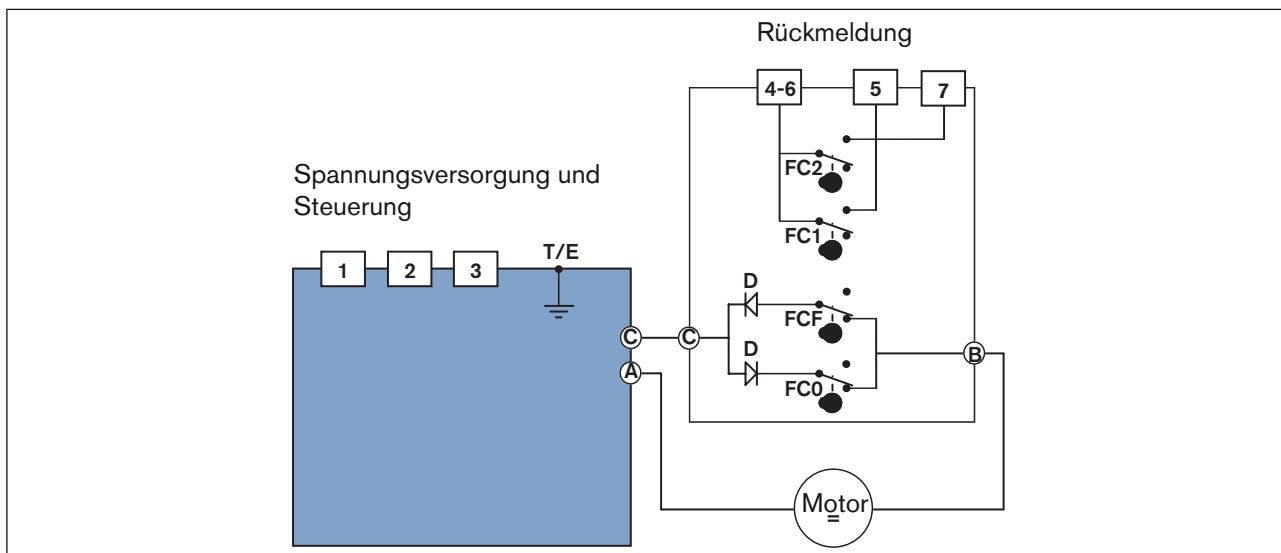 Rückmeldung
4-6
5
7
FC2
Spannungsversorgung und
Steuerung
FC1
1
2
3
T/E
D
FCF
C
C
D
B
A
FC0
Motor
=